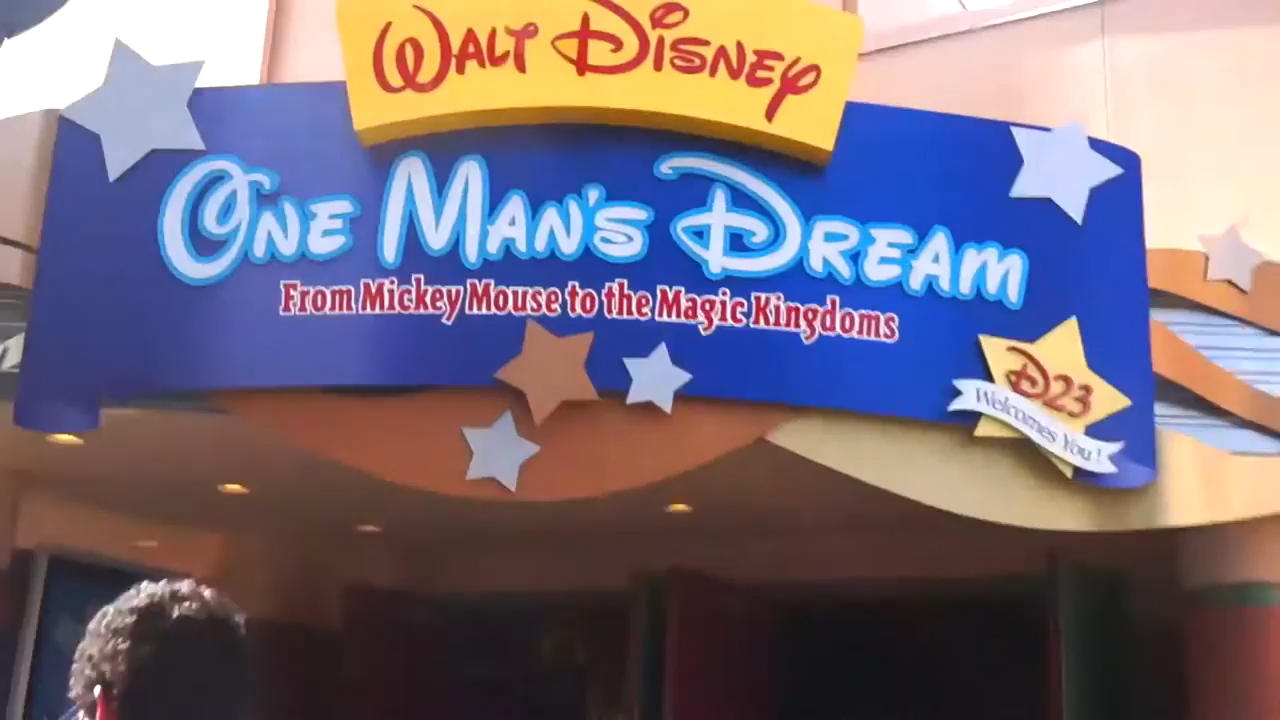 WALT DISNEY
ONE MAN'S DREAM
From Mickey Mouse to the Magic Kingdoms
D23
Welcomes You!